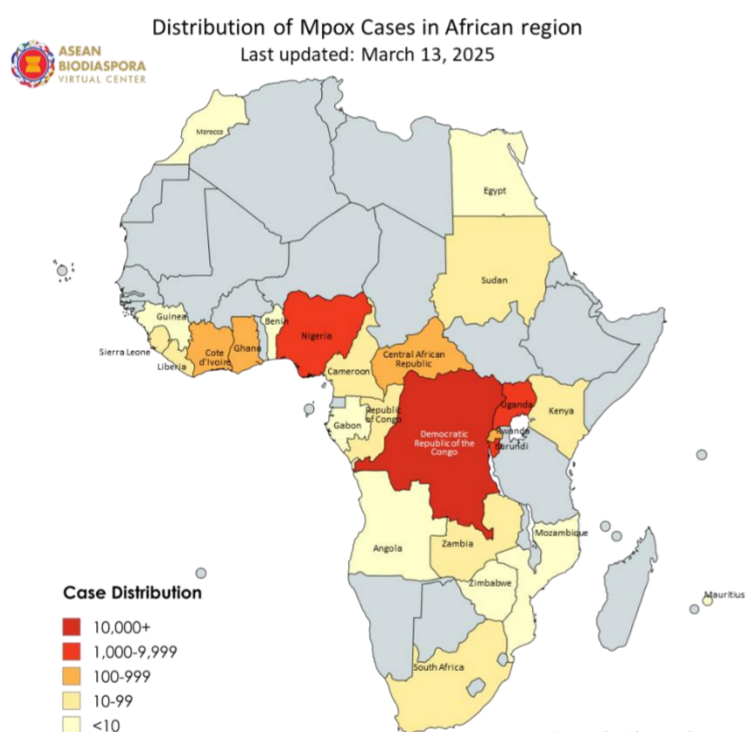 Distribution of Mpox Cases in African region
Last updated: March 13, 2025
ASEAN
BIODIASPORA
VIRTUAL CENTER
Morocco
Egypt
Sudan
Guinea
Benin
Nigeria
Sierra Leone
Cote
d'Ivoire
Ghana
Liberia
Central African
Republic
Cameroon
Uganda
Kenya
Republic
of Congo
Gabon
Democratic
Republic of the
Congo
Rwanda
Burundi
Angola
Zambia
Mozambique
Zimbabwe
Mauritius
South Africa
Case Distribution
10,000+
1,000-9,999
100-999
10-99
<10